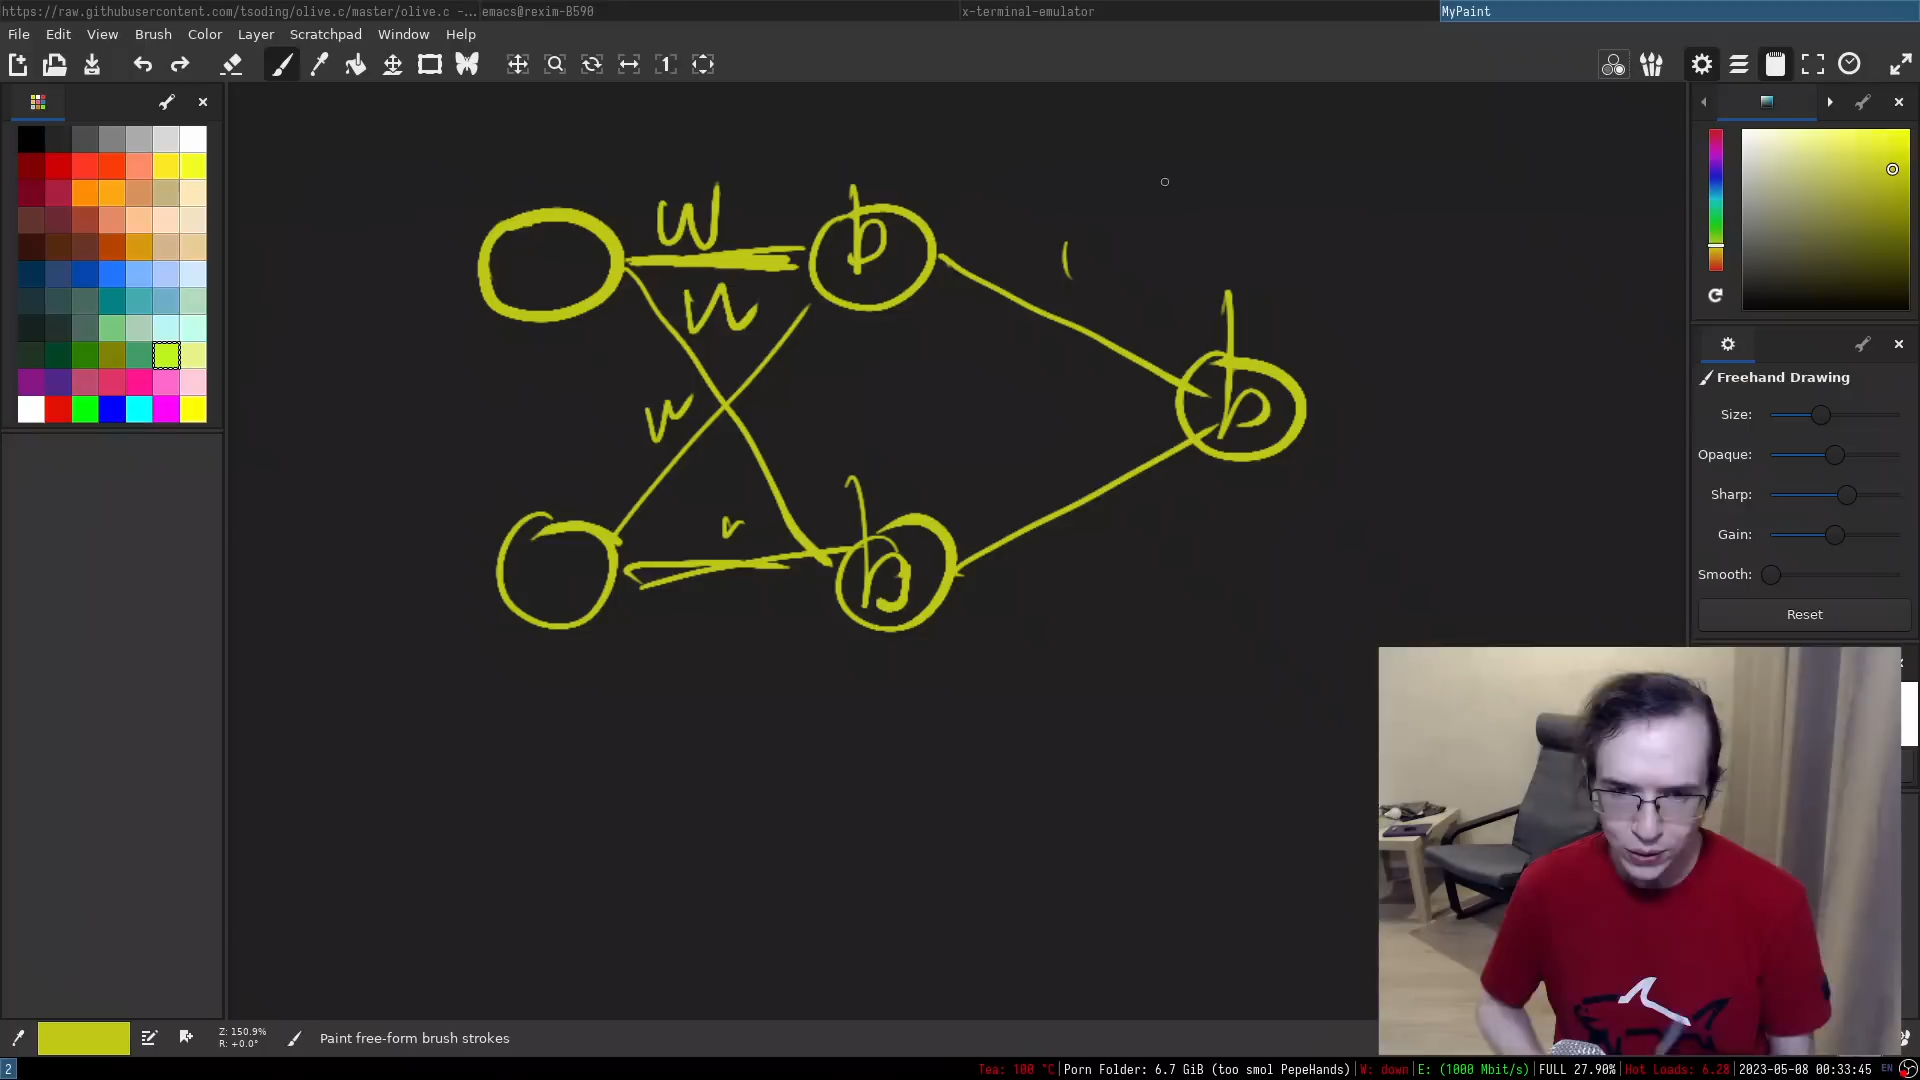 https://raw.githubusercontent.com/tsoding/olive.c/master/olive.c -... emacs@rexim-B590 x-terminal-emulator MyPaint
File Edit View Brush Color Layer Scratchpad Window Help
W
b
W
b
W
b
Freehand Drawing
Size:
Opaque:
Sharp:
Gain:
Smooth:
Reset
Z: 150.9%
R: +0.0°
Paint free-form brush strokes
2 Tea: 100 °C|Porn Folder: 6.7 GiB (too smol PepeHands)|W: down|E: (1000 Mbit/s)|FULL 27.90%|Hot Loads: 6.28|2023-05-08 00:33:45 EN